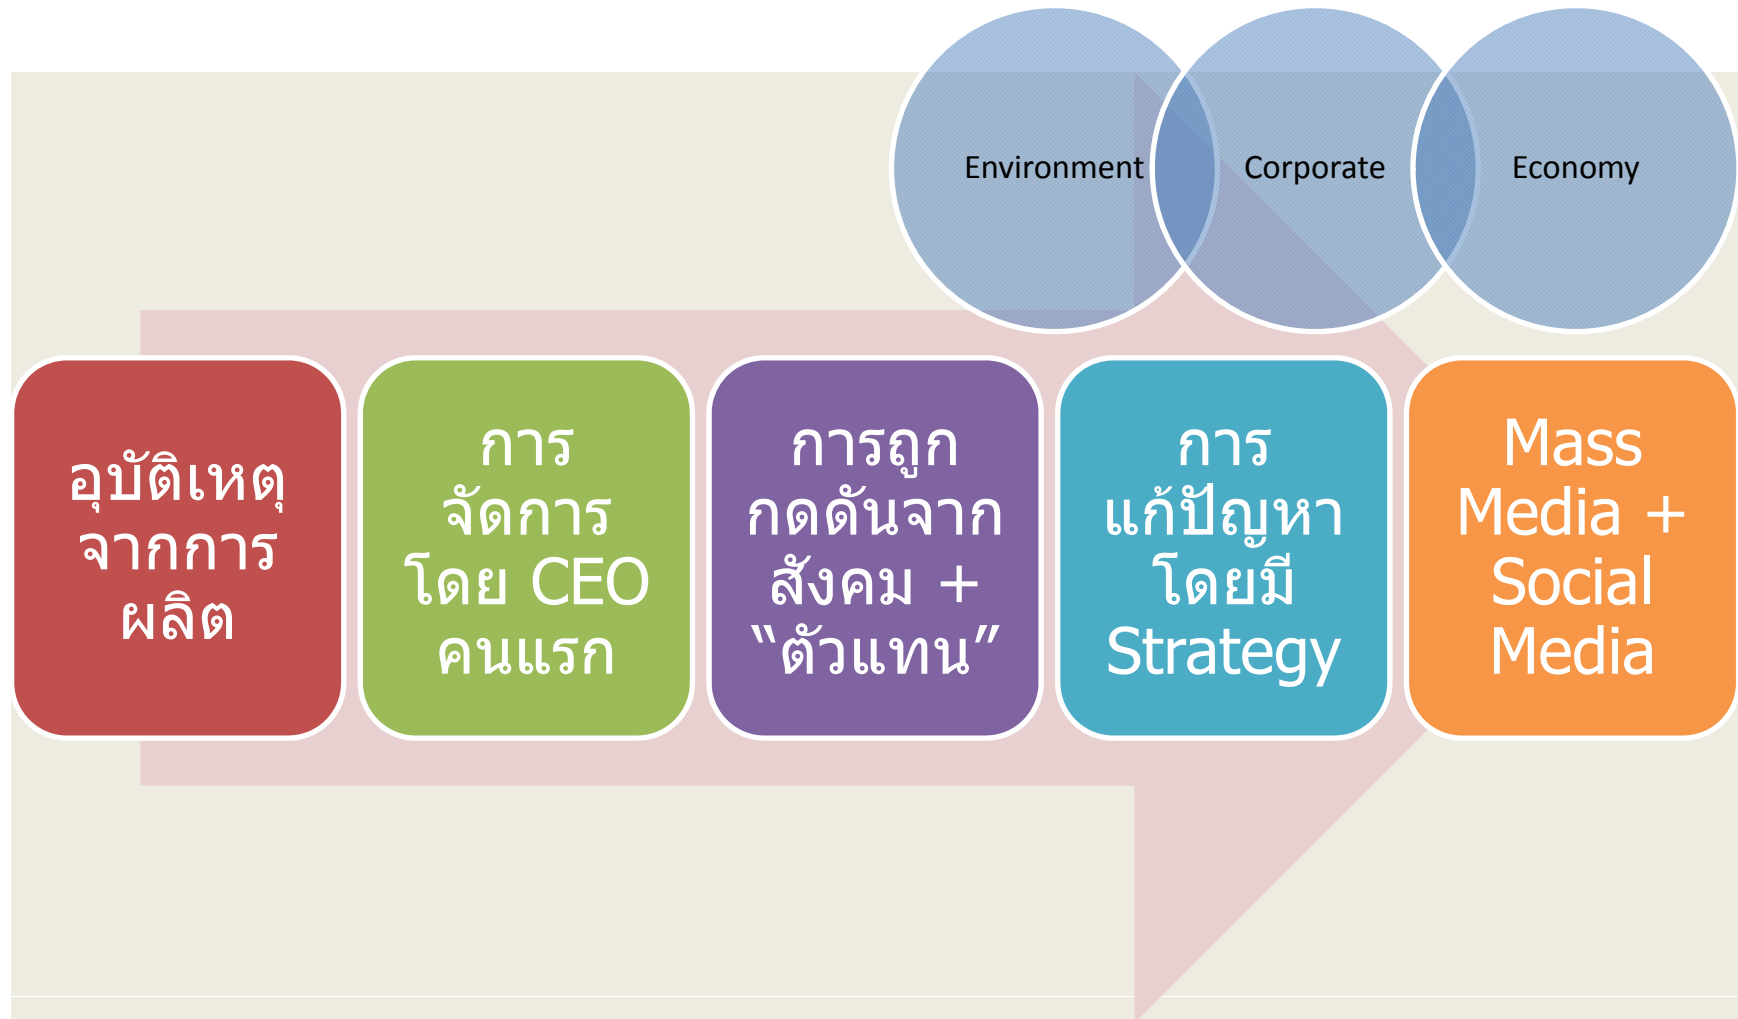 Environment
Corporate
Economy
อุบัติเหตุ
จากการ
ผลิต
การ
จัดการ
โดย CEO
คนแรก
การถูก
กดดันจาก
สังคม +
“ตัวแทน”
การ
แก้ปัญหา
โดยมี
Strategy
Mass
Media +
Social
Media